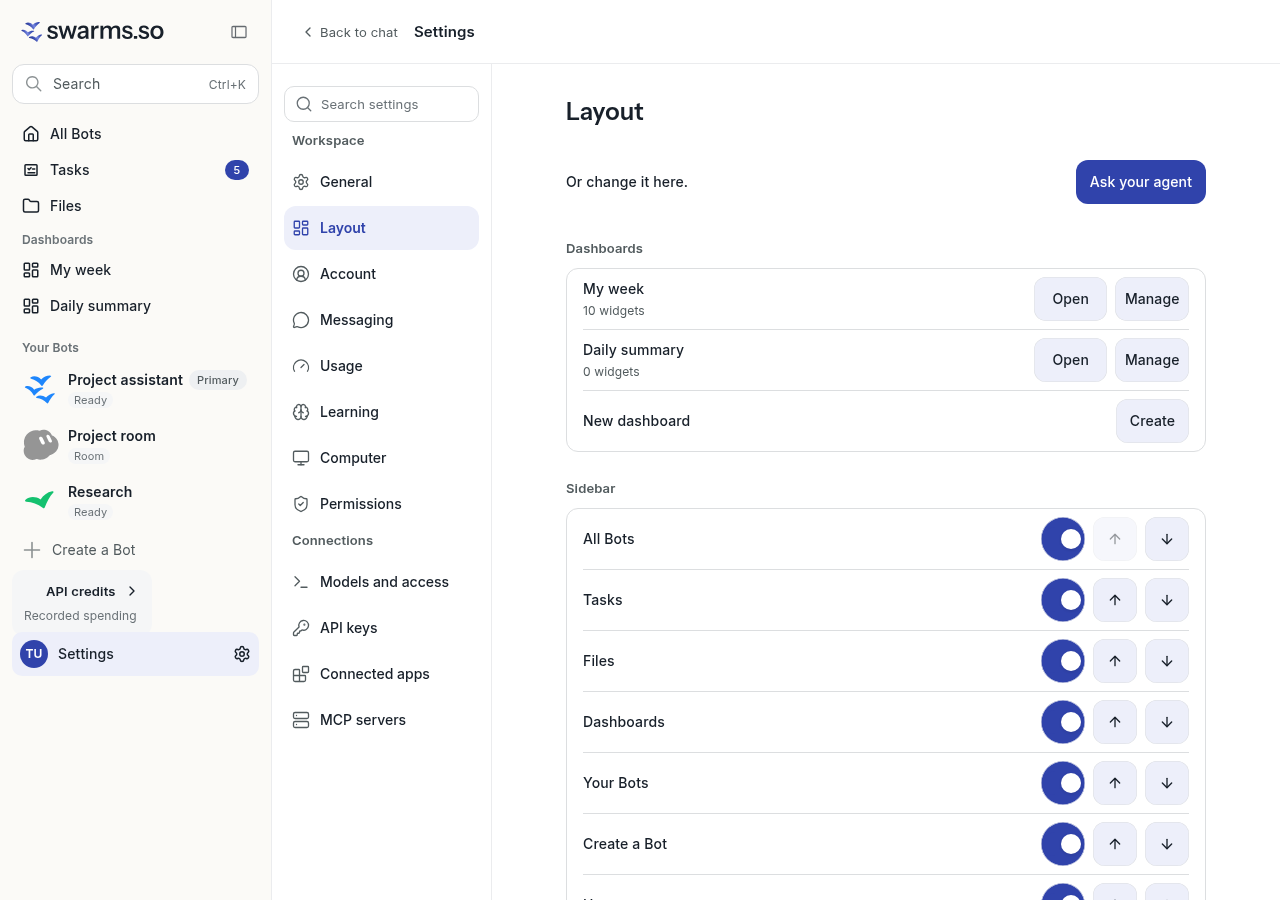 swarms.so
Search Ctrl+K
All Bots
Tasks 5
Files
Dashboards
My week
Daily summary
Your Bots
Project assistant Primary
Ready
Project room
Room
Research
Ready
Create a Bot
API credits
Recorded spending
TU Settings
Back to chat Settings
Search settings
Workspace
General
Layout
Account
Messaging
Usage
Learning
Computer
Permissions
Connections
Models and access
API keys
Connected apps
MCP servers
Layout
Or change it here. Ask your agent
Dashboards
My week
10 widgets
Open Manage
Daily summary
0 widgets
Open Manage
New dashboard Create
Sidebar
All Bots
Tasks
Files
Dashboards
Your Bots
Create a Bot